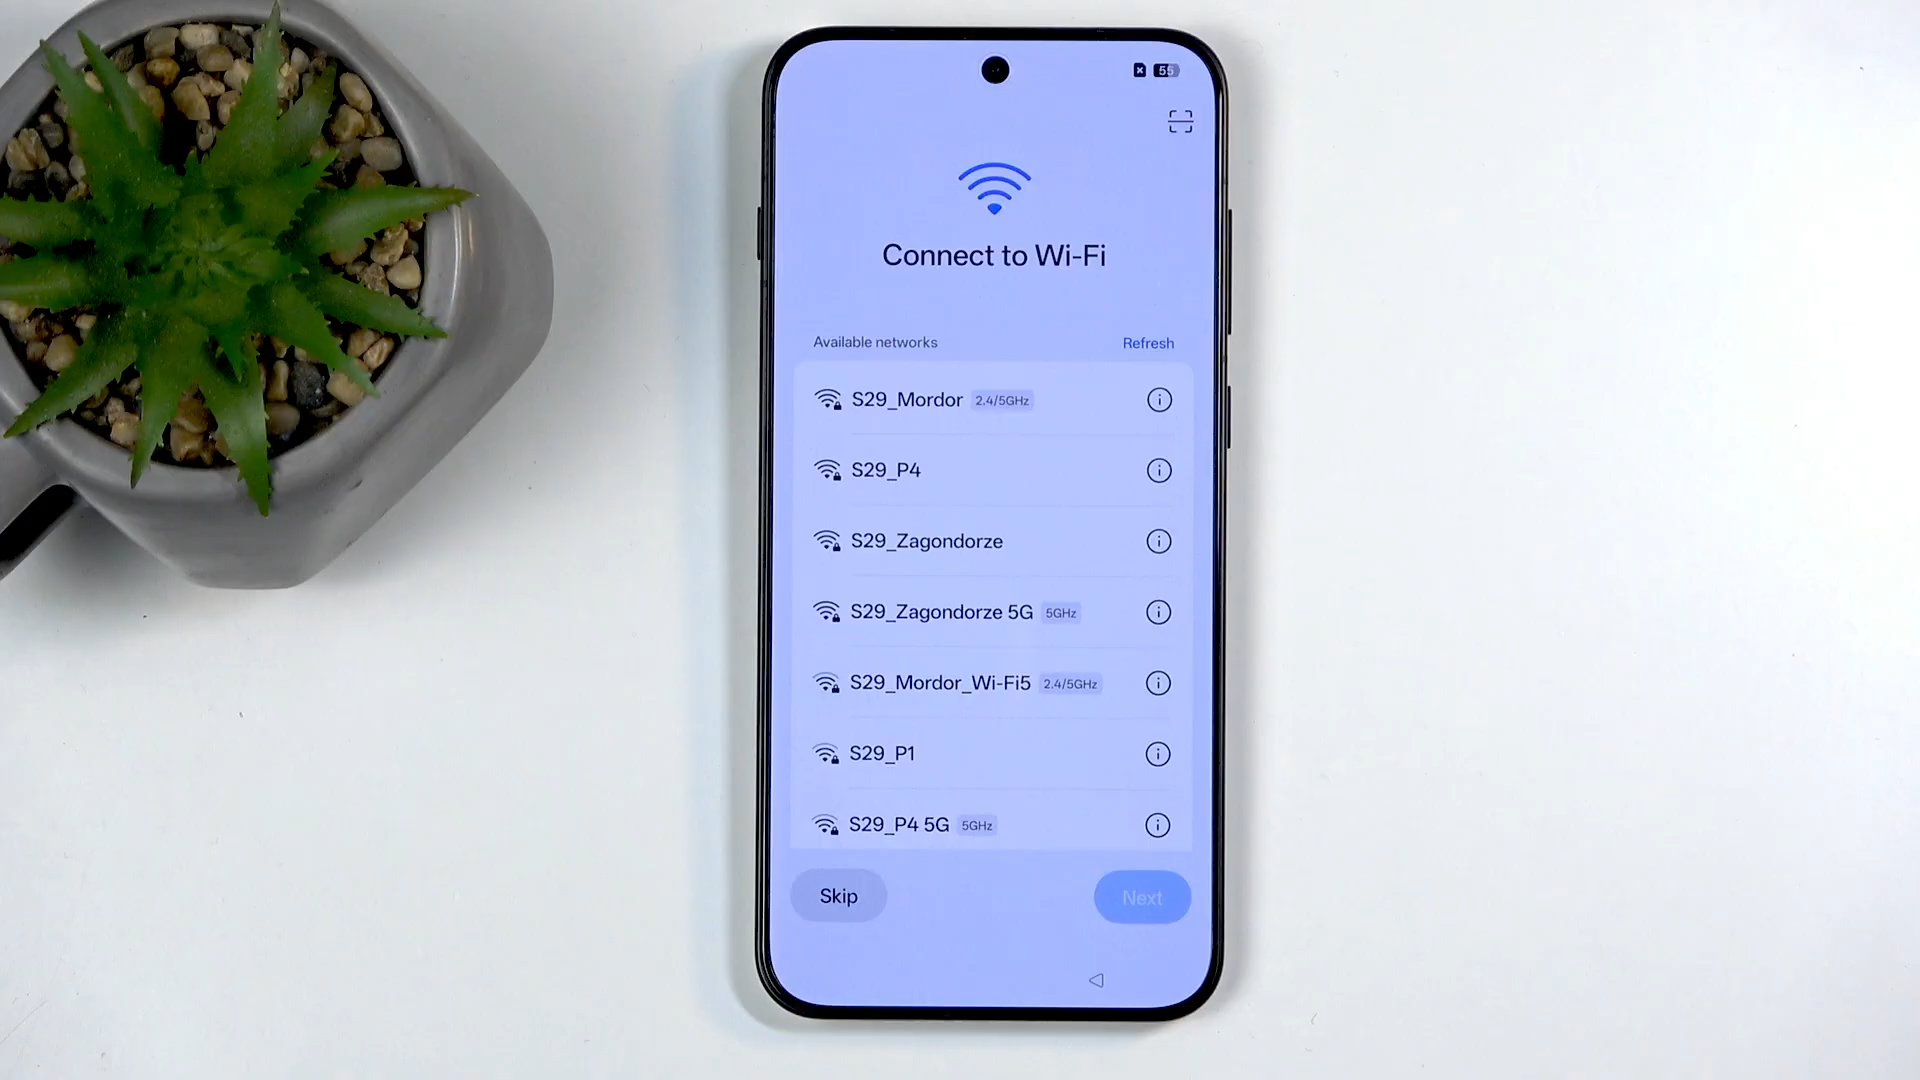 55
Connect to Wi-Fi
Available networks Refresh
S29_Mordor 2.4/5GHz
S29_P4
S29_Zagondorze
S29_Zagondorze 5G 5GHz
S29_Mordor_Wi-Fi5 2.4/5GHz
S29_P1
S29_P4 5G 5GHz
Skip Next